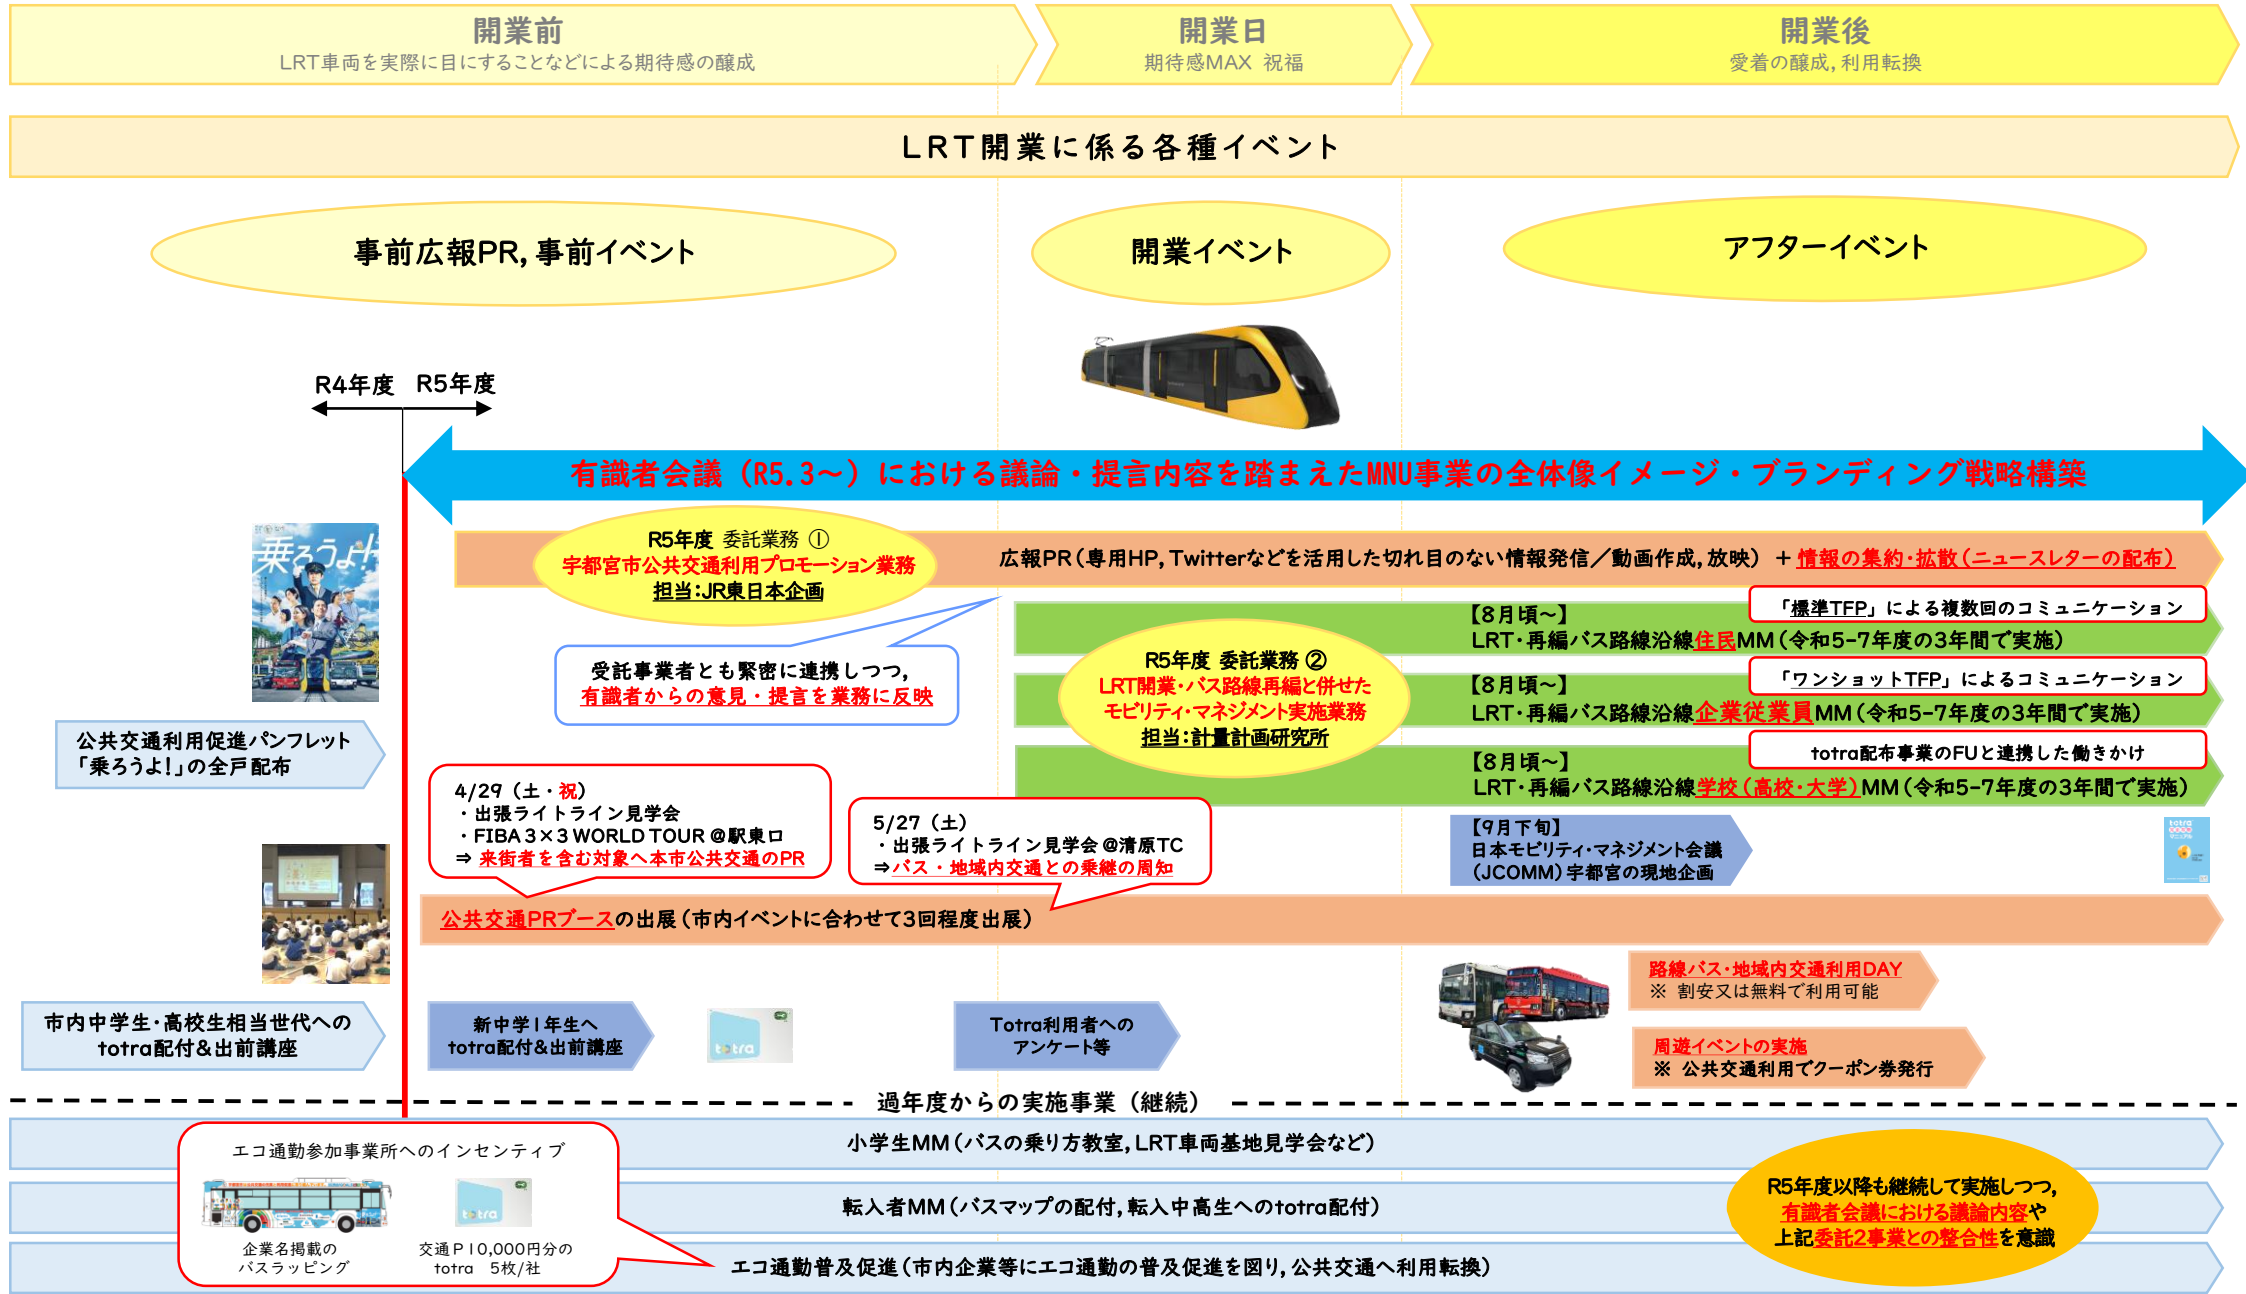 開業前
LRT車両を実際に目にすることなどによる期待感の醸成
開業日
期待感MAX 祝福
開業後
愛着の醸成,利用転換
LRT開業に係る各種イベント
事前広報PR,事前イベント
開業イベント
アフターイベント
R4年度 R5年度
有識者会議(R5.3～)における議論・提言内容を踏まえたMNU事業の全体像イメージ・ブランディング戦略構築
乗ろうよ!
R5年度 委託業務 ①
宇都宮市公共交通利用プロモーション業務
担当:JR東日本企画
広報PR(専用HP,Twitterなどを活用した切れ目のない情報発信/動画作成,放映) + 情報の集約・拡散(ニュースレターの配布)
受託事業者とも緊密に連携しつつ,
有識者からの意見・提言を業務に反映
R5年度 委託業務 ②
LRT開業・バス路線再編と併せた
モビリティ・マネジメント実施業務
担当:計量計画研究所
「標準TFP」による複数回のコミュニケーション
【8月頃～】
LRT・再編バス路線沿線住民MM(令和5-7年度の3年間で実施)
「ワンショットTFP」によるコミュニケーション
【8月頃～】
LRT・再編バス路線沿線企業従業員MM(令和5-7年度の3年間で実施)
totra配布事業のFUと連携した働きかけ
【8月頃～】
LRT・再編バス路線沿線学校(高校・大学)MM(令和5-7年度の3年間で実施)
公共交通利用促進パンフレット
「乗ろうよ!」の全戸配布
4/29(土・祝)
・出張ライトライン見学会
・FIBA3×3 WORLD TOUR@駅東口
⇒ 来街者を含む対象へ本市公共交通のPR
5/27(土)
・出張ライトライン見学会@清原TC
⇒バス・地域内交通との乗継の周知
【9月下旬】
日本モビリティ・マネジメント会議
(JCOMM)宇都宮の現地企画
totra
公共交通PRブースの出展(市内イベントに合わせて3回程度出展)
路線バス・地域内交通利用DAY
※ 割安又は無料で利用可能
周遊イベントの実施
※ 公共交通利用でクーポン券発行
市内中学生・高校生相当世代への
totra配付&出前講座
新中学1年生へ
totra配付&出前講座
totra
Totra利用者への
アンケート等
過年度からの実施事業(継続)
小学生MM(バスの乗り方教室,LRT車両基地見学会など)
転入者MM(バスマップの配付,転入中高生へのtotra配付)
エコ通勤普及促進(市内企業等にエコ通勤の普及促進を図り,公共交通へ利用転換)
エコ通勤参加事業所へのインセンティブ
totra
企業名掲載の
バスラッピング
交通P10,000円分の
totra 5枚/社
R5年度以降も継続して実施しつつ,
有識者会議における議論内容や
上記委託2事業との整合性を意識